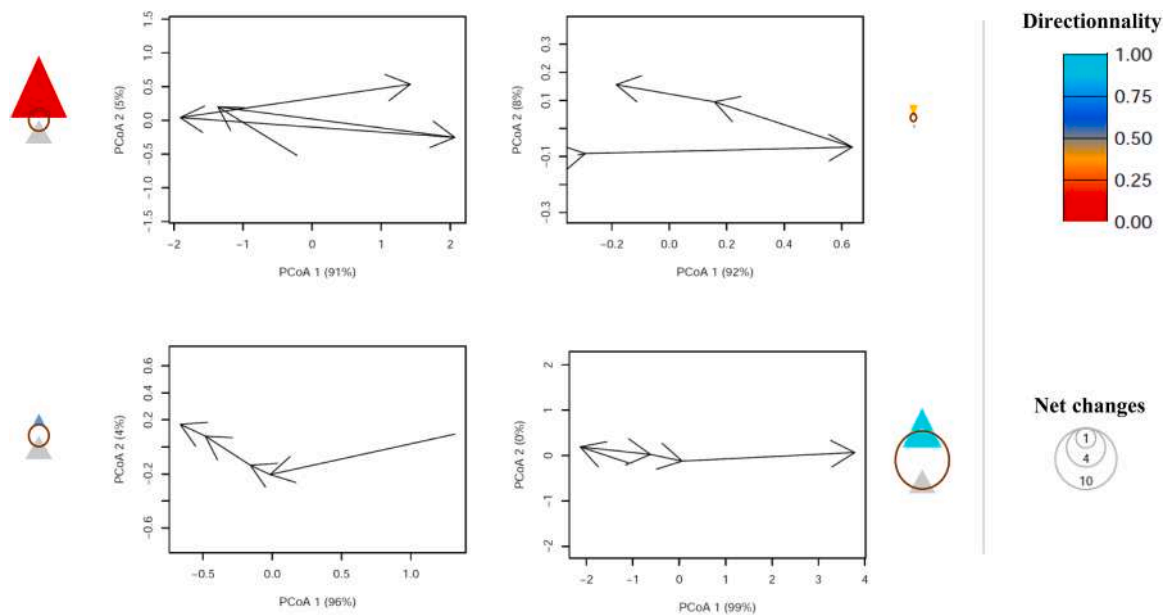 1.5
1.0
0.5
0.0
-0.5
-1.0
-1.5
PCoA 2 (5%)
-2 -1 0 1 2
PCoA 1 (91%)
0.3
0.2
0.1
-0.1
-0.3
PCoA 2 (8%)
-0.2 0.0 0.2 0.4 0.6
PCoA 1 (92%)
Directionnality
1.00
0.75
0.50
0.25
0.00
0.6
0.4
0.2
-0.2
-0.6
PCoA 2 (4%)
-0.5 0.0 0.5 1.0
PCoA 1 (96%)
2
1
0
-1
-2
PCoA 2 (0%)
-2 -1 0 1 2 3 4
PCoA 1 (99%)
Net changes
1
4
10